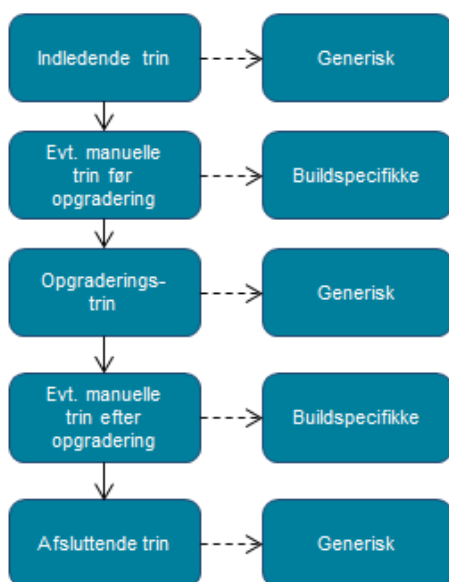 Indledende trin
Generisk
Evt. manuelle
trin før
opgradering
Buildspecifikke
Opgraderings-
trin
Generisk
Evt. manuelle
trin efter
opgradering
Buildspecifikke
Afsluttende trin
Generisk